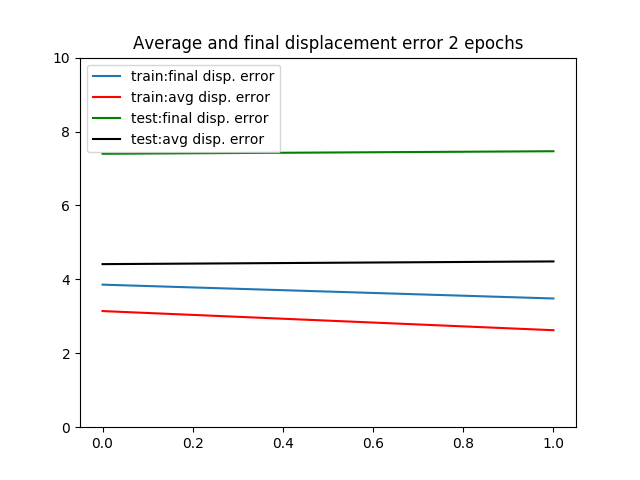 Average and final displacement error 2 epochs
train:final disp. error
train:avg disp. error
test:final disp. error
test:avg disp. error
10
8
6
4
2
0
0.0 0.2 0.4 0.6 0.8 1.0